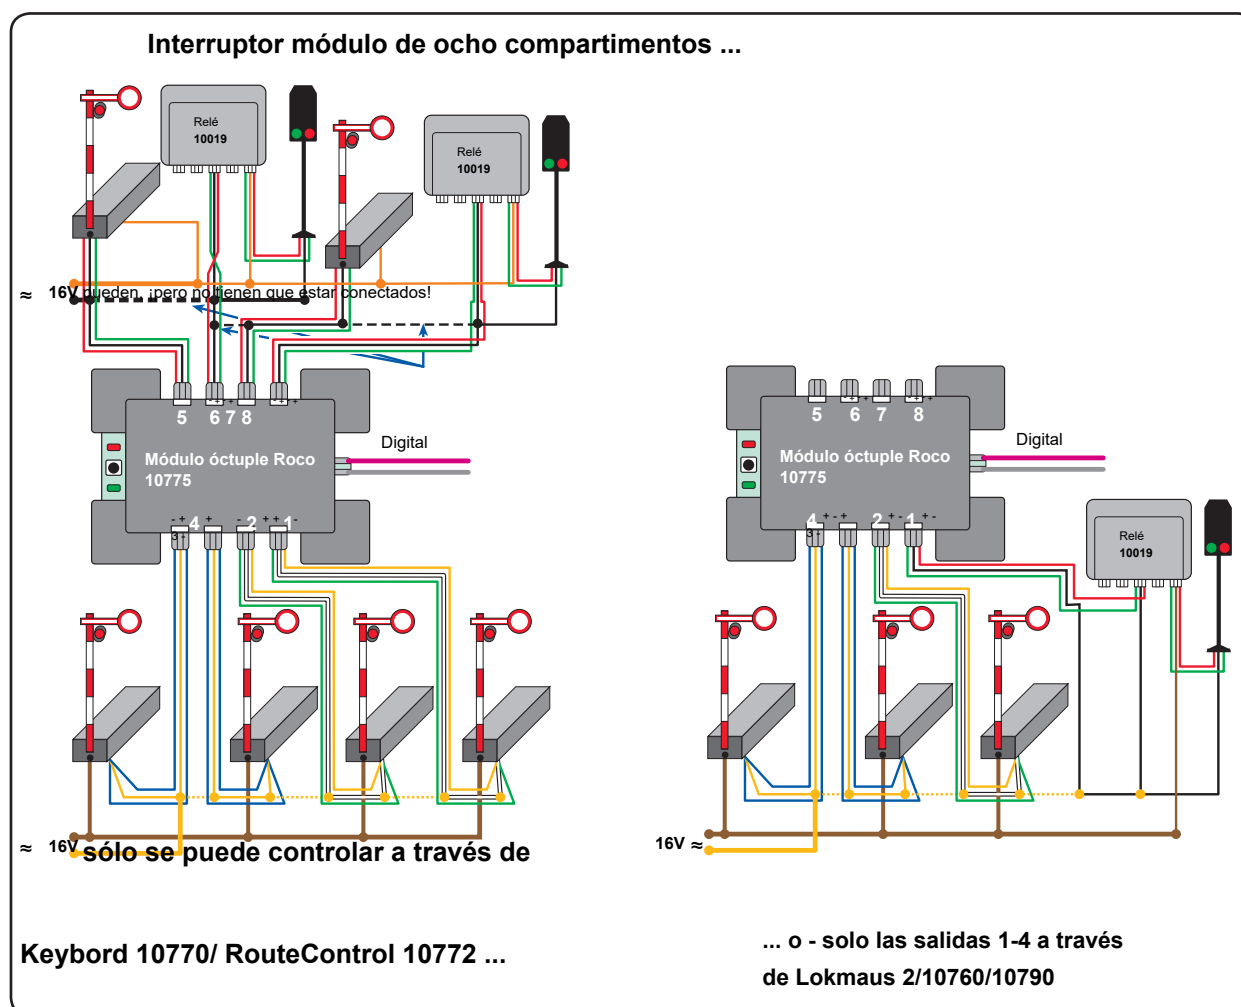 Interruptor módulo de ocho compartimentos ...
Relé
10019
Relé
10019
≈ 16V pueden, ¡pero no tienen que estar conectados!
5 6 7 8
- + - +
- + - +
Digital
Módulo óctuple Roco
10775
- + 4 + - 2 + + 1 -
3 -
≈ 16V sólo se puede controlar a través de
Keybord 10770/ RouteControl 10772 ...
5 6 7 8
- + - +
- + - +
Digital
Módulo óctuple Roco
10775
4 + - + 2 + - 1 + -
3 -
Relé
10019
16V ≈
... o - solo las salidas 1-4 a través
de Lokmaus 2/10760/10790